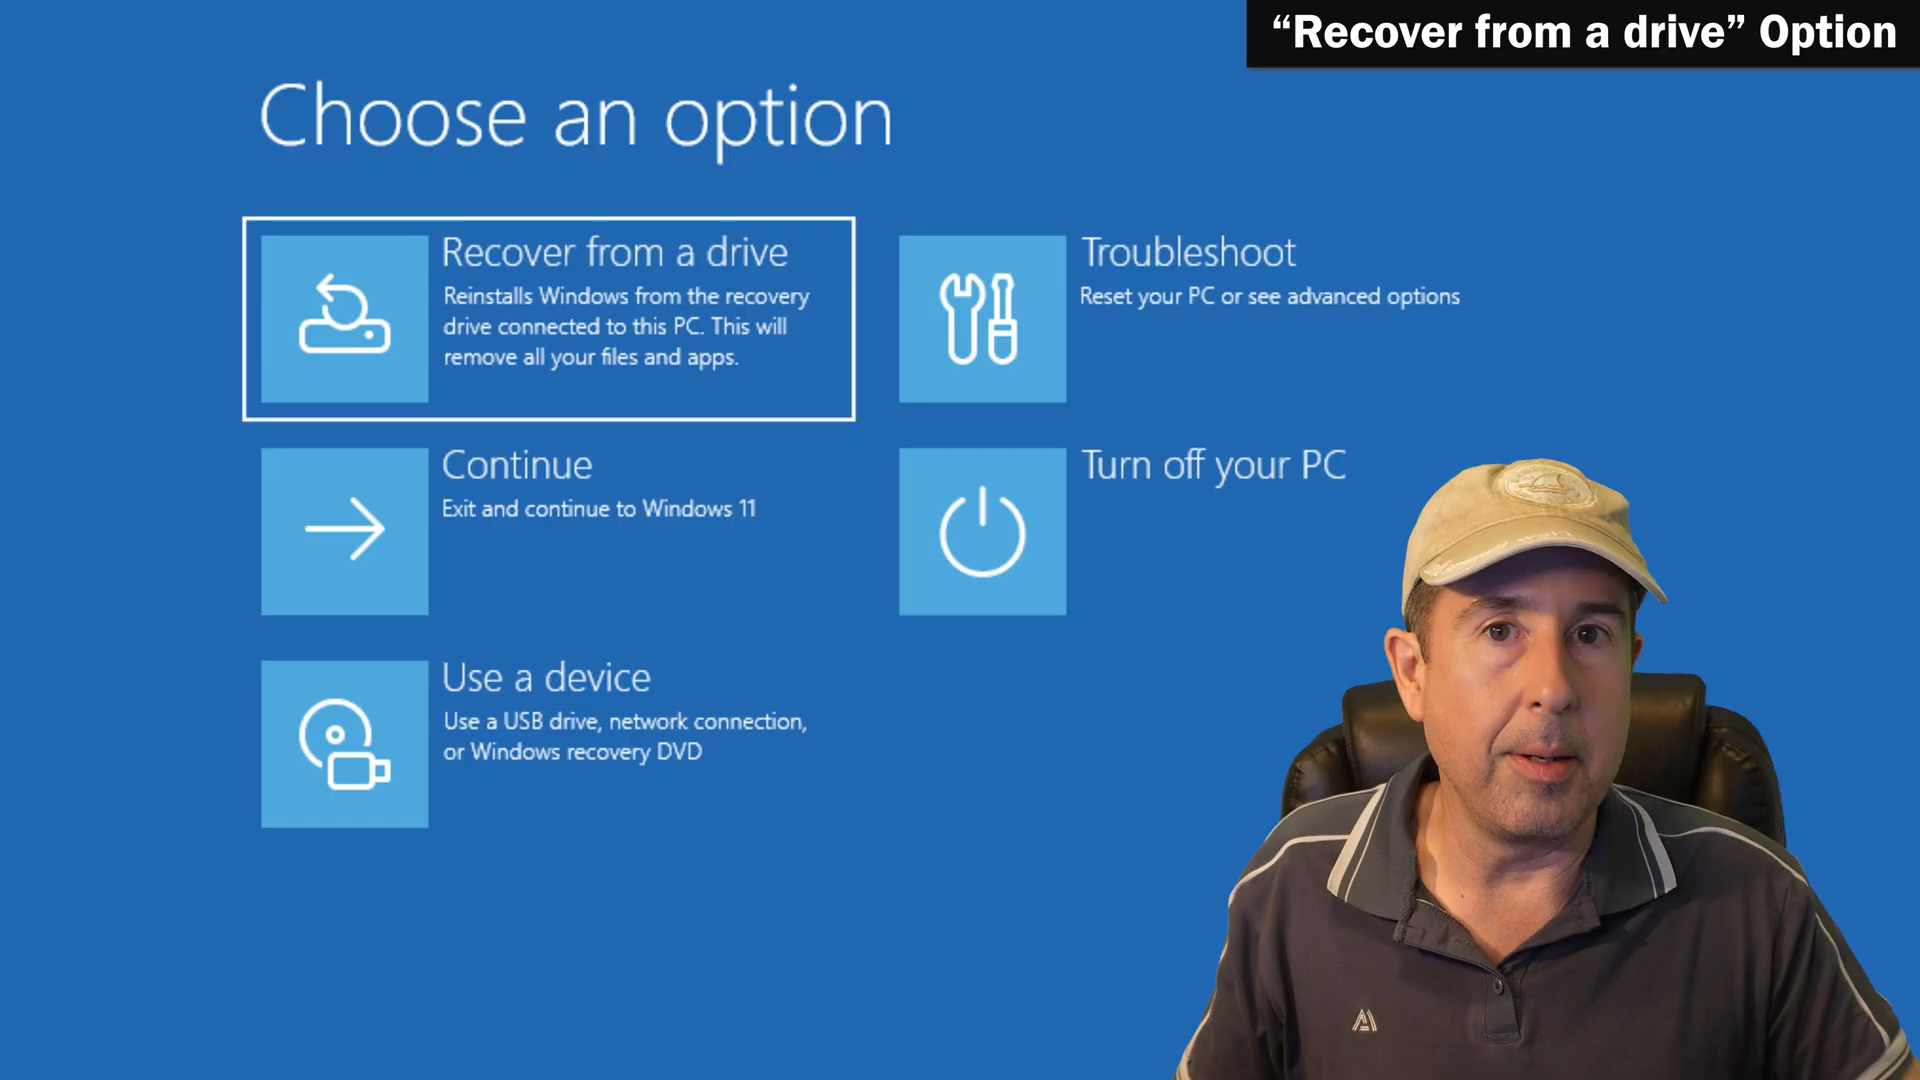 “Recover from a drive” Option
Choose an option
Recover from a drive
Reinstalls Windows from the recovery
drive connected to this PC. This will
remove all your files and apps.
Troubleshoot
Reset your PC or see advanced options
Continue
Exit and continue to Windows 11
Turn off your PC
Use a device
Use a USB drive, network connection,
or Windows recovery DVD